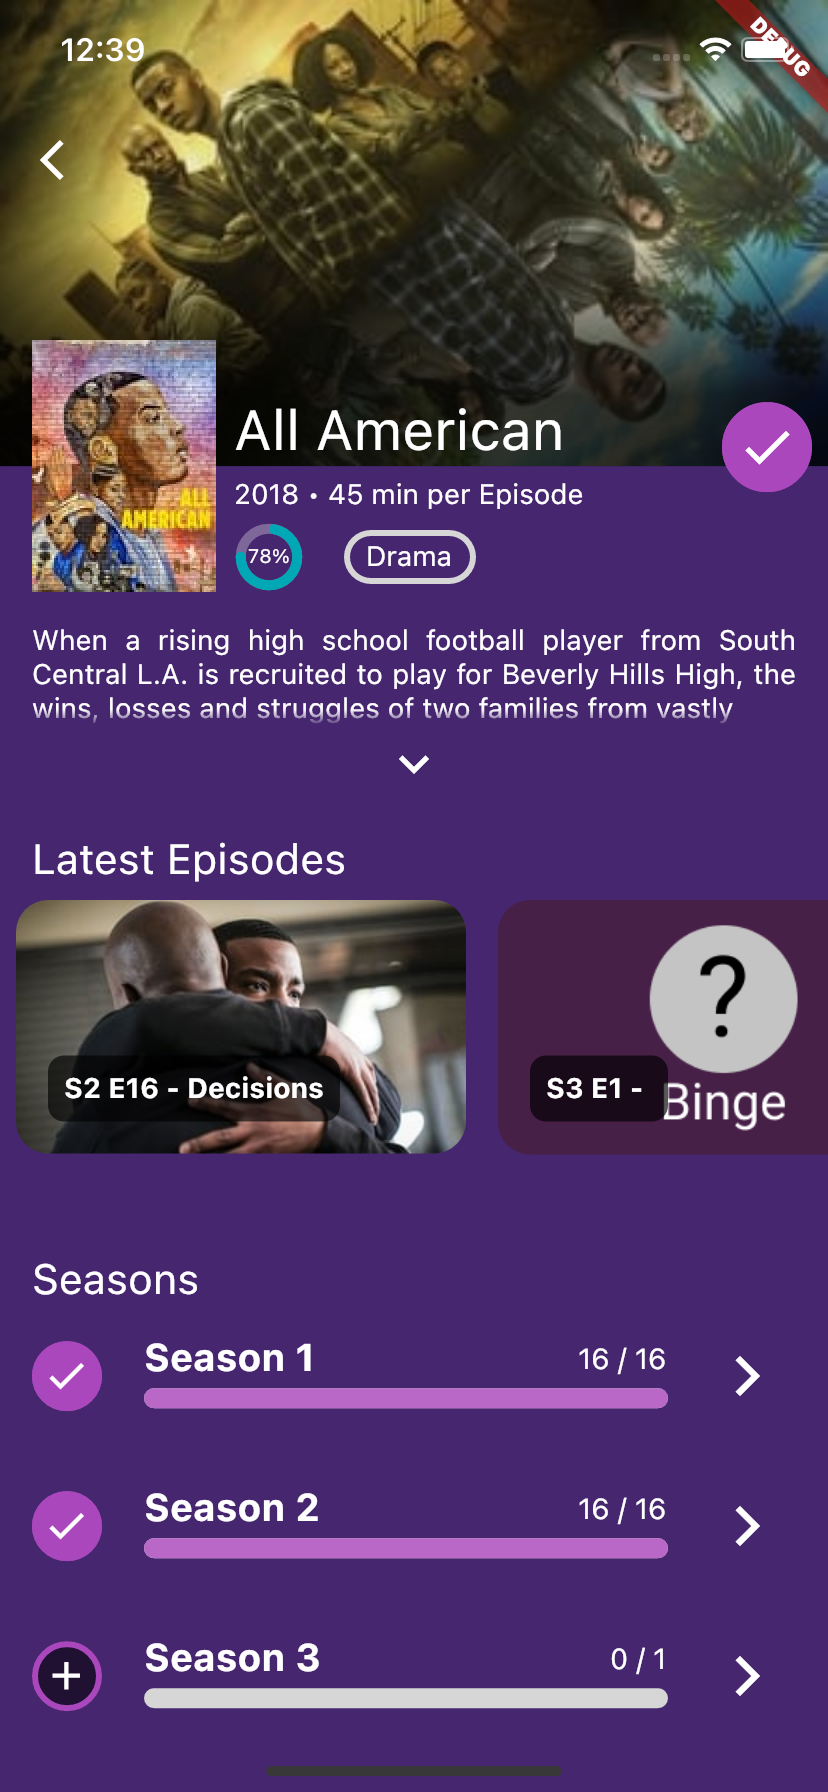 12:39
DEBUG
ALL
AMERICAN
All American
2018 • 45 min per Episode
78%
Drama
When a rising high school football player from South
Central L.A. is recruited to play for Beverly Hills High, the
wins, losses and struggles of two families from vastly
Latest Episodes
S2 E16 - Decisions
?
S3 E1 -
Binge
Seasons
Season 1
16 / 16
Season 2
16 / 16
Season 3
0 / 1